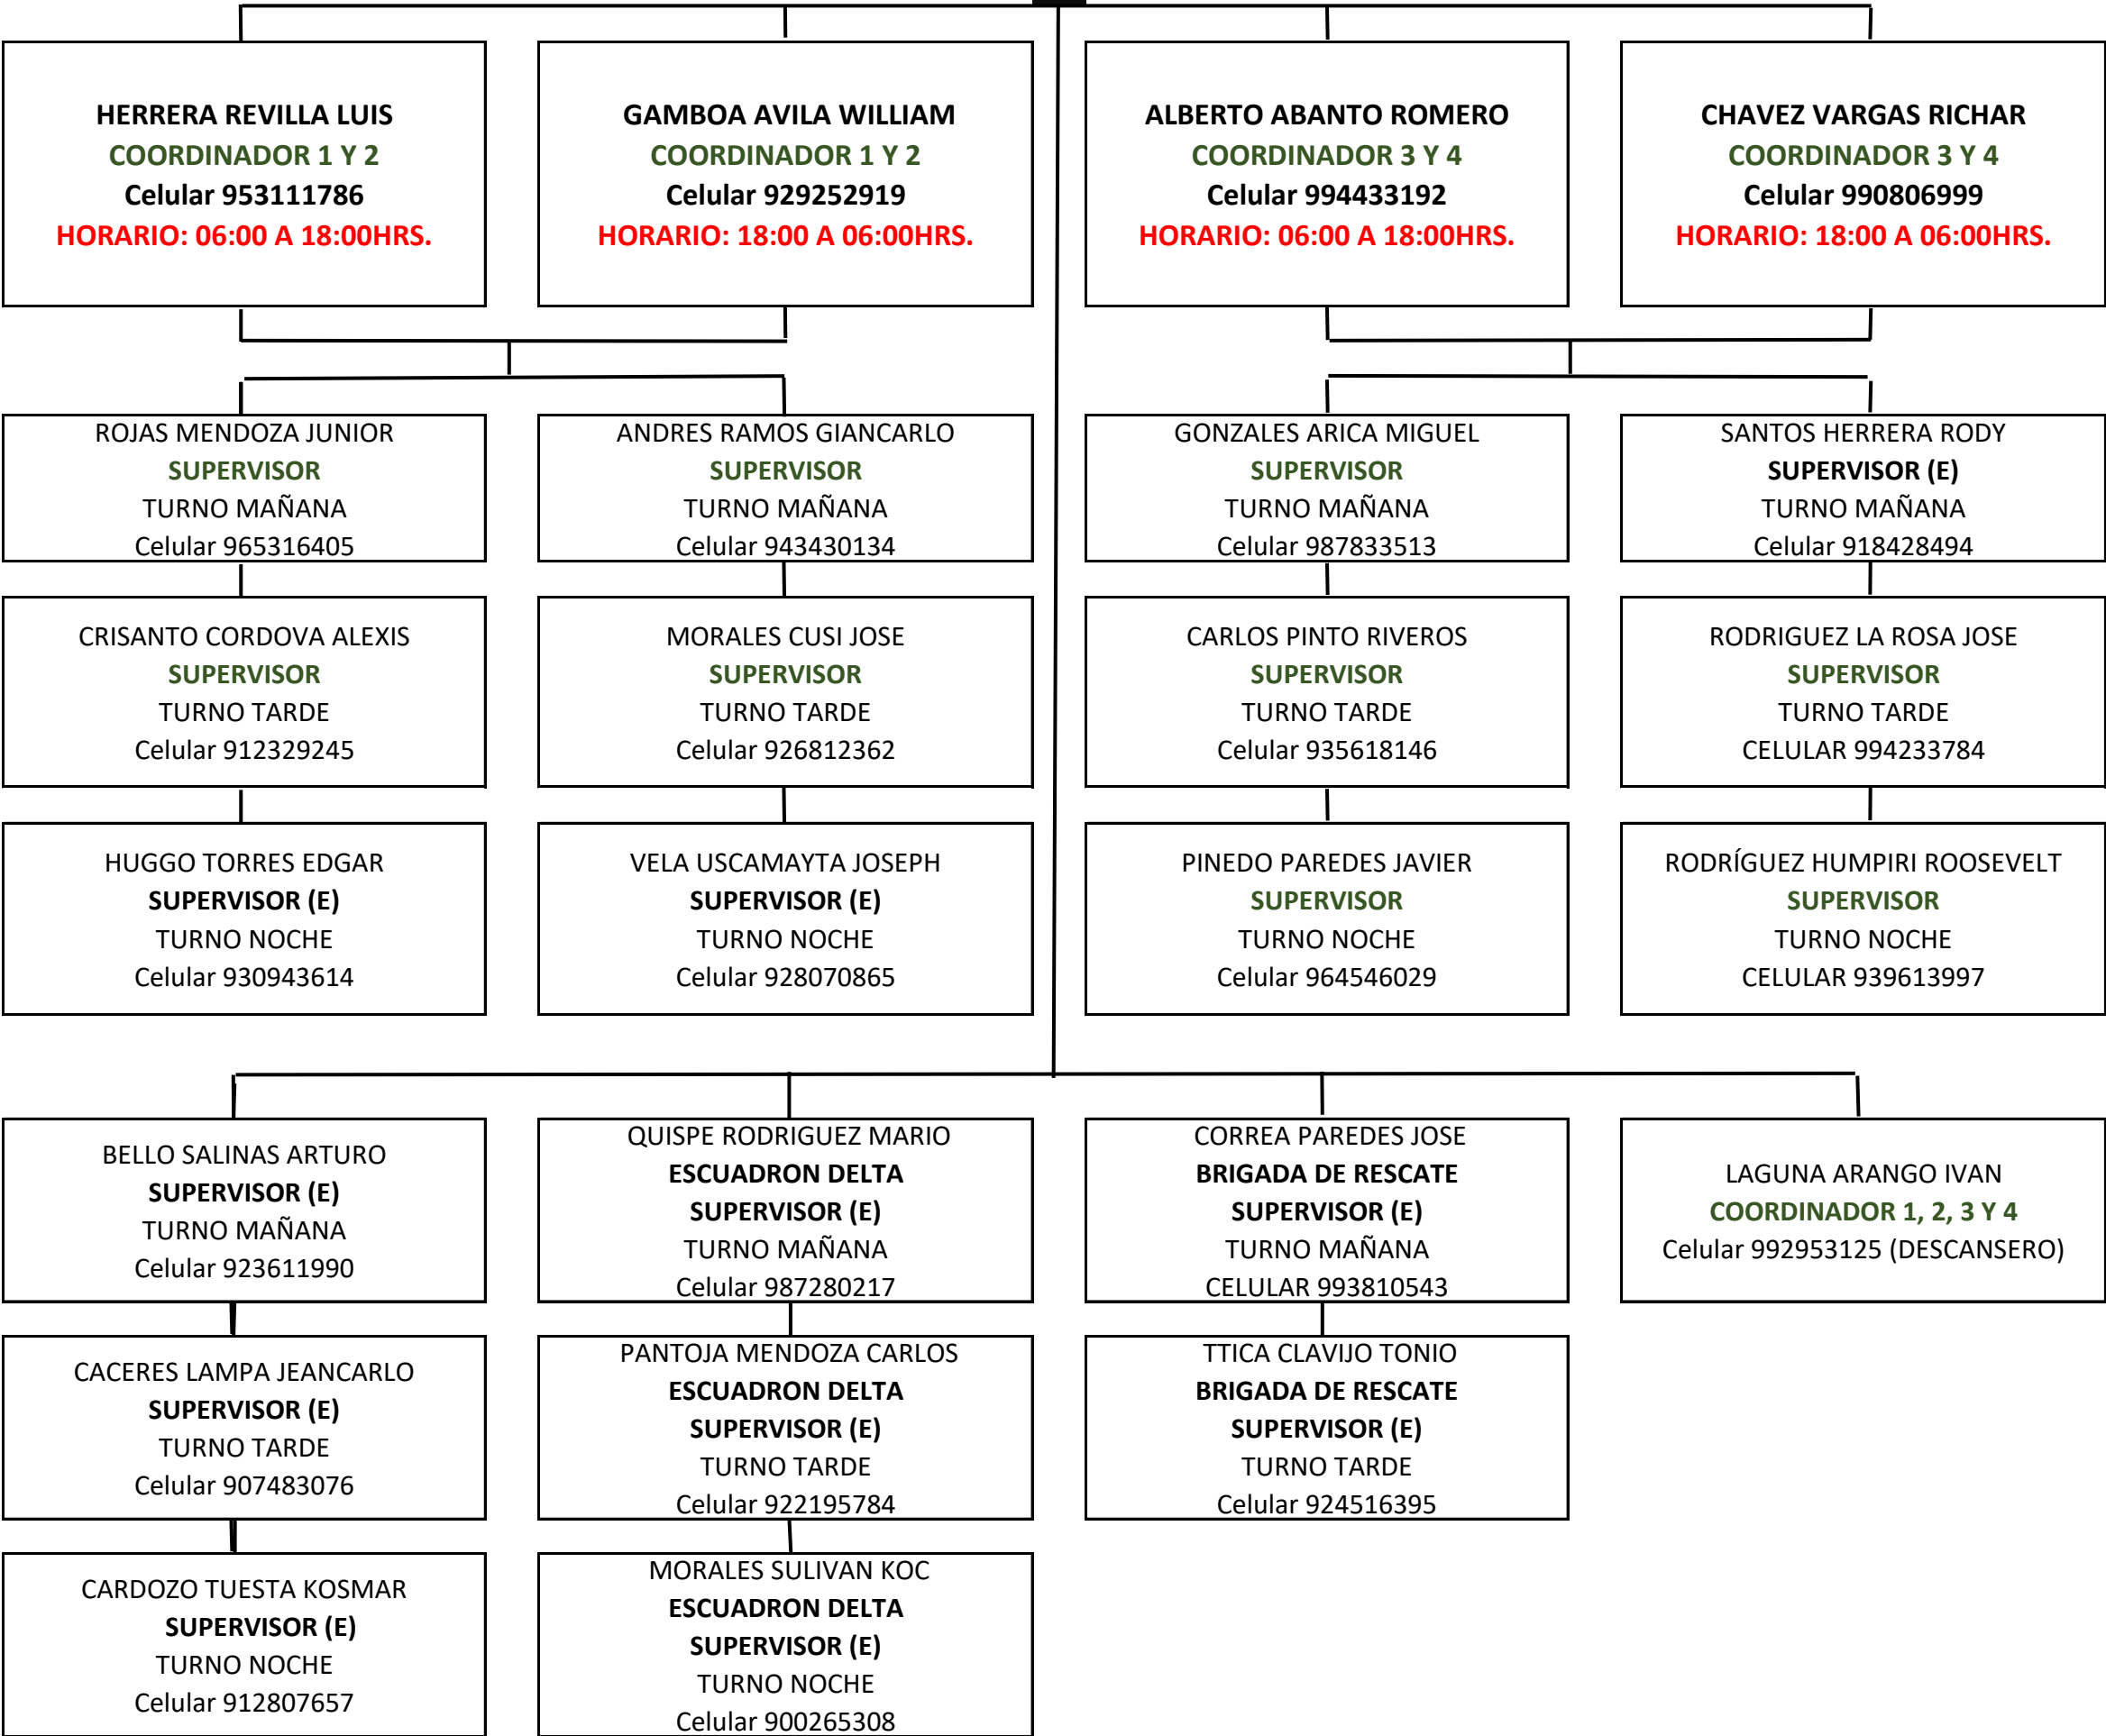 HERRERA REVILLA LUIS
COORDINADOR 1 Y 2
Celular 953111786
HORARIO: 06:00 A 18:00HRS.
GAMBOA AVILA WILLIAM
COORDINADOR 1 Y 2
Celular 929252919
HORARIO: 18:00 A 06:00HRS.
ALBERTO ABANTO ROMERO
COORDINADOR 3 Y 4
Celular 994433192
HORARIO: 06:00 A 18:00HRS.
CHAVEZ VARGAS RICHAR
COORDINADOR 3 Y 4
Celular 990806999
HORARIO: 18:00 A 06:00HRS.
ROJAS MENDOZA JUNIOR
SUPERVISOR
TURNO MAÑANA
Celular 965316405
ANDRES RAMOS GIANCARLO
SUPERVISOR
TURNO MAÑANA
Celular 943430134
GONZALES ARICA MIGUEL
SUPERVISOR
TURNO MAÑANA
Celular 987833513
SANTOS HERRERA RODY
SUPERVISOR (E)
TURNO MAÑANA
Celular 918428494
CRISANTO CORDOVA ALEXIS
SUPERVISOR
TURNO TARDE
Celular 912329245
MORALES CUSI JOSE
SUPERVISOR
TURNO TARDE
Celular 926812362
CARLOS PINTO RIVEROS
SUPERVISOR
TURNO TARDE
Celular 935618146
RODRIGUEZ LA ROSA JOSE
SUPERVISOR
TURNO TARDE
CELULAR 994233784
HUGGO TORRES EDGAR
SUPERVISOR (E)
TURNO NOCHE
Celular 930943614
VELA USCAMAYTA JOSEPH
SUPERVISOR (E)
TURNO NOCHE
Celular 928070865
PINEDO PAREDES JAVIER
SUPERVISOR
TURNO NOCHE
Celular 964546029
RODRÍGUEZ HUMPIRI ROOSEVELT
SUPERVISOR
TURNO NOCHE
CELULAR 939613997
BELLO SALINAS ARTURO
SUPERVISOR (E)
TURNO MAÑANA
Celular 923611990
QUISPE RODRIGUEZ MARIO
ESCUADRON DELTA
SUPERVISOR (E)
TURNO MAÑANA
Celular 987280217
CORREA PAREDES JOSE
BRIGADA DE RESCATE
SUPERVISOR (E)
TURNO MAÑANA
CELULAR 993810543
LAGUNA ARANGO IVAN
COORDINADOR 1, 2, 3 Y 4
Celular 992953125 (DESCANSERO)
CACERES LAMPA JEANCARLO
SUPERVISOR (E)
TURNO TARDE
Celular 907483076
PANTOJA MENDOZA CARLOS
ESCUADRON DELTA
SUPERVISOR (E)
TURNO TARDE
Celular 922195784
TTICA CLAVIJO TONIO
BRIGADA DE RESCATE
SUPERVISOR (E)
TURNO TARDE
Celular 924516395
CARDOZO TUESTA KOSMAR
SUPERVISOR (E)
TURNO NOCHE
Celular 912807657
MORALES SULIVAN KOC
ESCUADRON DELTA
SUPERVISOR (E)
TURNO NOCHE
Celular 900265308